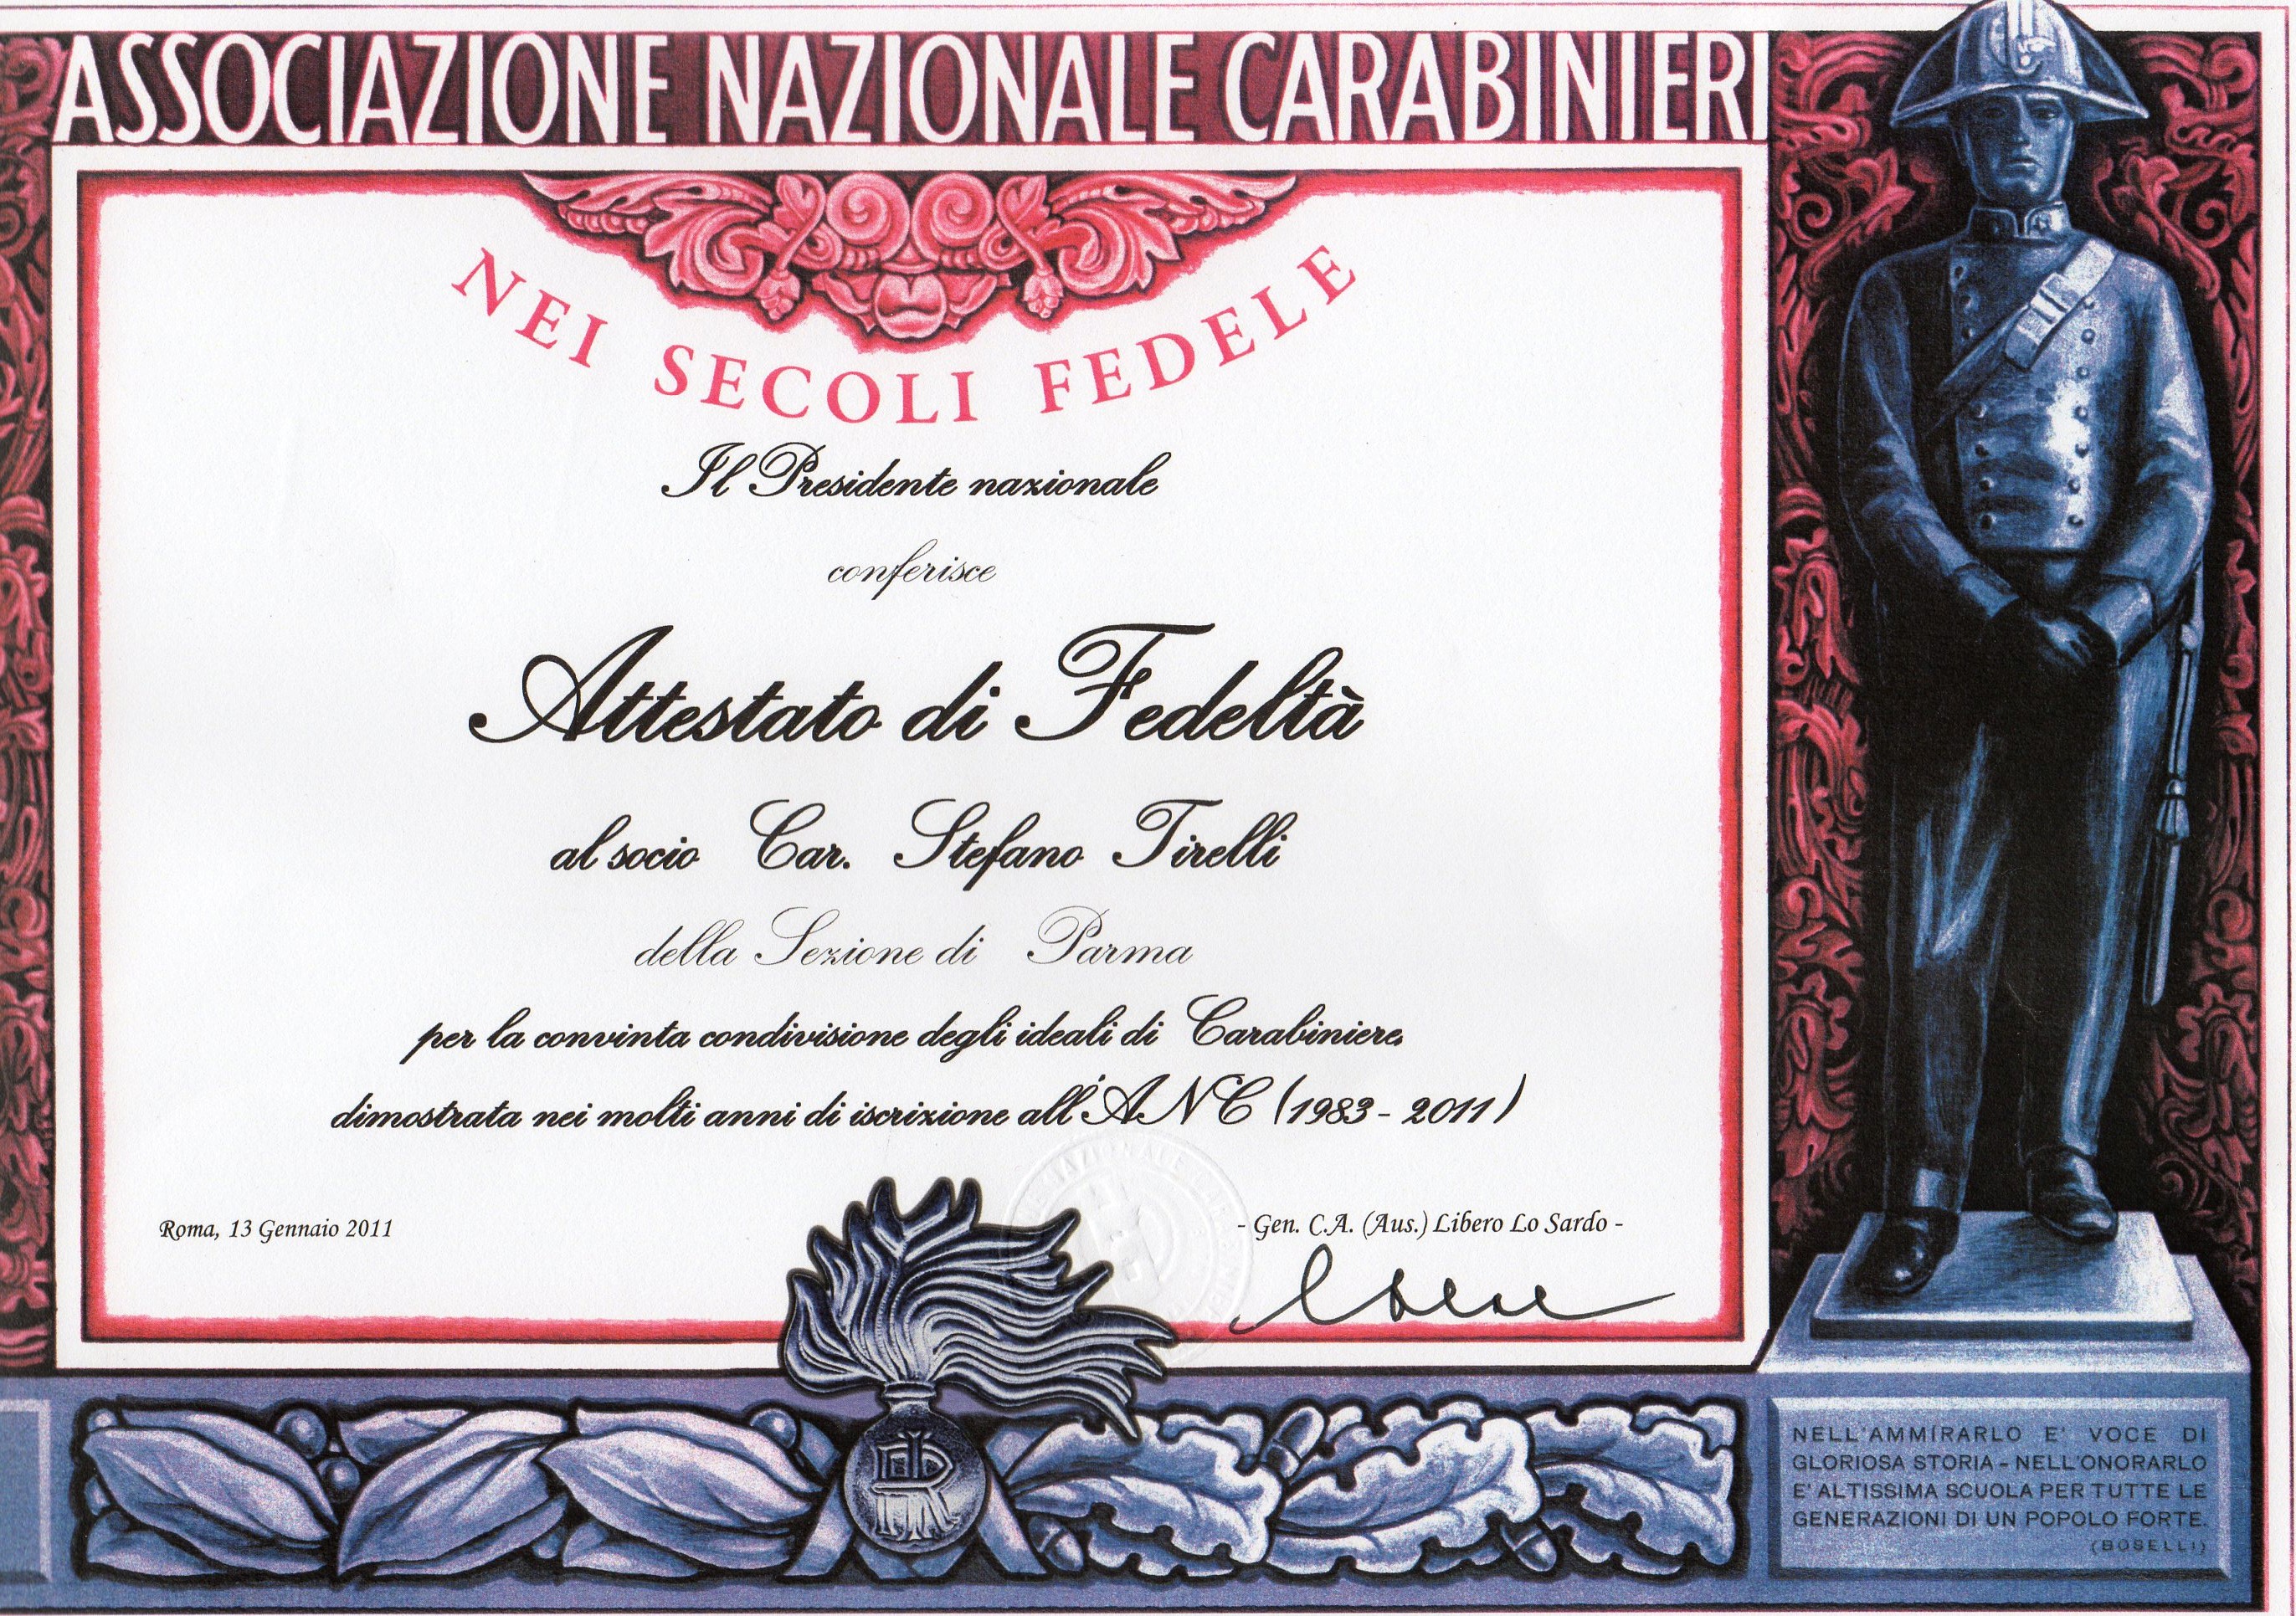 ASSOCIAZIONE NAZIONALE CARABINIERI
NEI SECOLI FEDELE
Il Presidente nazionale
conferisce
Attestato di Fedeltà
al socio Car. Stefano Tirelli
della Sezione di Parma
per la convinta condivisione degli ideali di Carabiniere,
dimostrata nei molti anni di iscrizione all'ANC (1983 - 2011)
Roma, 13 Gennaio 2011
- Gen. C.A. (Aus.) Libero Lo Sardo -
NELL'AMMIRARLO E' VOCE DI
GLORIOSA STORIA - NELL'ONORARLO
E' ALTISSIMA SCUOLA PER TUTTE LE
GENERAZIONI DI UN POPOLO FORTE.
(BOSELLI)